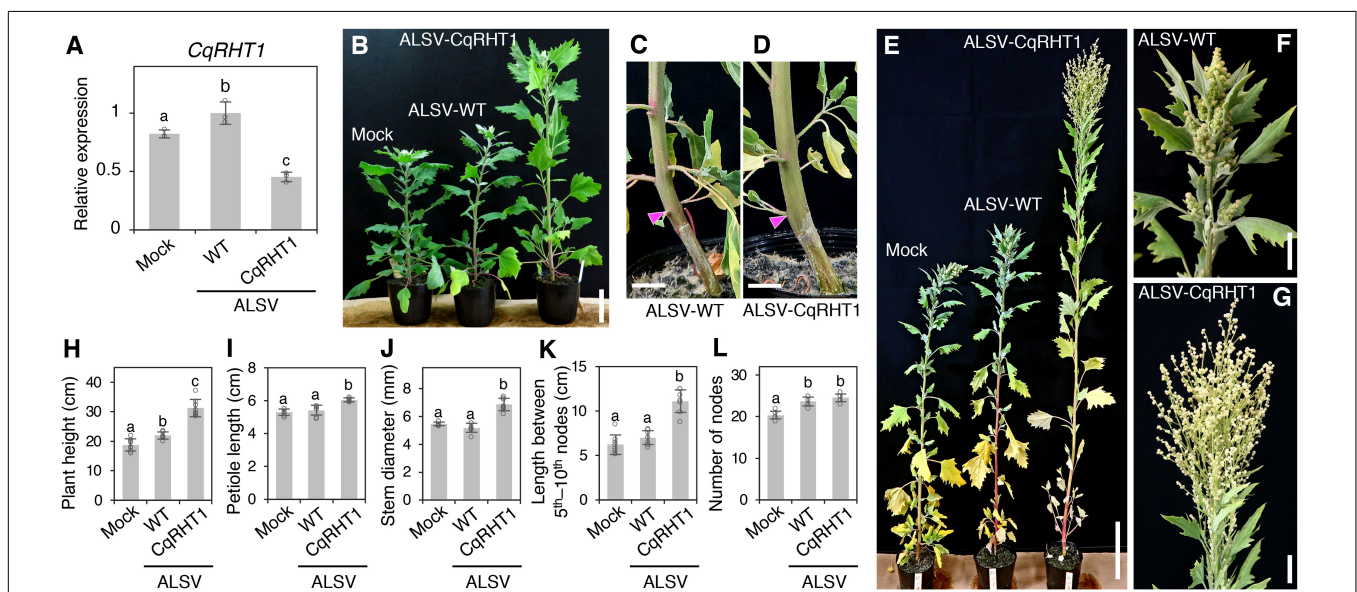 A
CqRHT1
Relative expression
1
0.5
0
a
b
c
Mock
WT
CqRHT1
ALSV
B
ALSV-CqRHT1
ALSV-WT
Mock
C
D
ALSV-WT
ALSV-CqRHT1
E
ALSV-CqRHT1
ALSV-WT
Mock
ALSV-WT
F
ALSV-CqRHT1
G
H
Plant height (cm)
40
30
20
10
0
a
b
c
Mock
WT
CqRHT1
ALSV
I
Petiole length (cm)
8
6
4
2
0
a
a
b
Mock
WT
CqRHT1
ALSV
J
Stem diameter (mm)
8
6
4
2
0
a
a
b
Mock
WT
CqRHT1
ALSV
K
Length between
5th–10th nodes (cm)
15
10
5
0
a
a
b
Mock
WT
CqRHT1
ALSV
L
Number of nodes
30
20
10
0
a
b
b
Mock
WT
CqRHT1
ALSV